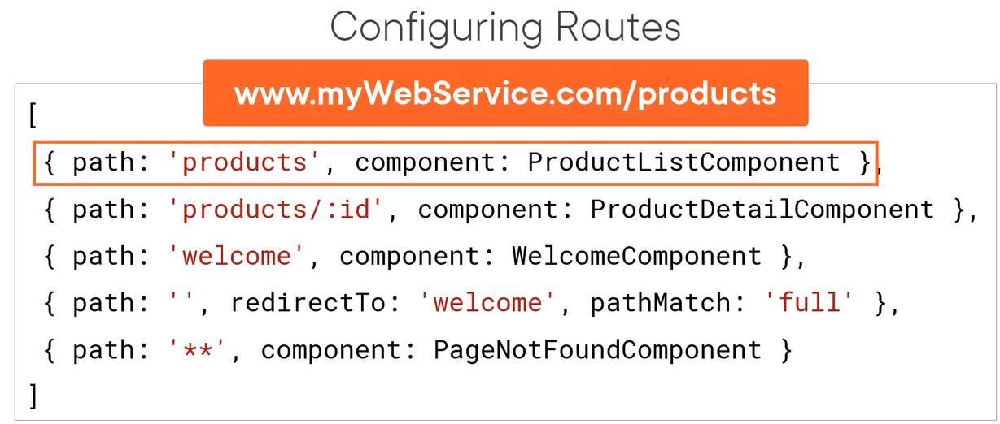 Configuring Routes
www.myWebService.com/products
[
{ path: 'products', component: ProductListComponent },
{ path: 'products/:id', component: ProductDetailComponent },
{ path: 'welcome', component: WelcomeComponent },
{ path: '', redirectTo: 'welcome', pathMatch: 'full' },
{ path: '**', component: PageNotFoundComponent }
]